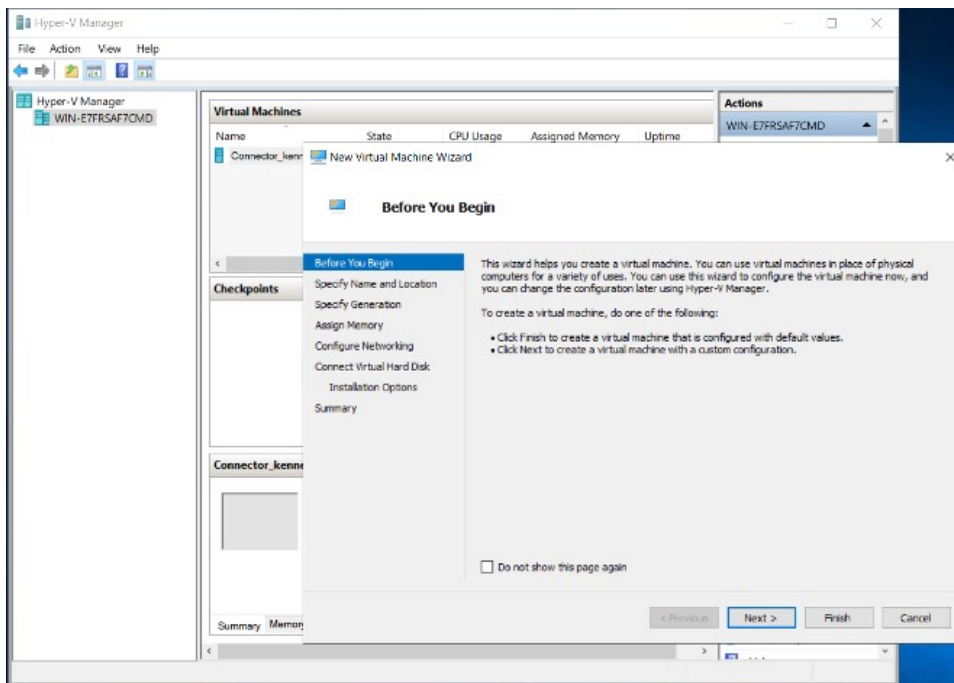 Hyper-V Manager
File Action View Help
Hyper-V Manager
WIN-E7FRSAF7CMD
Virtual Machines
Name State CPU Usage Assigned Memory Uptime
Connector_kenn
Checkpoints
Connector_kenne
Summary Memory
Actions
WIN-E7FRSAF7CMD
New Virtual Machine Wizard
Before You Begin
Before You Begin
Specify Name and Location
Specify Generation
Assign Memory
Configure Networking
Connect Virtual Hard Disk
Installation Options
Summary
This wizard helps you create a virtual machine. You can use virtual machines in place of physical
computers for a variety of uses. You can use this wizard to configure the virtual machine now, and
you can change the configuration later using Hyper-V Manager.
To create a virtual machine, do one of the following:
• Click Finish to create a virtual machine that is configured with default values.
• Click Next to create a virtual machine with a custom configuration.
Do not show this page again
< Previous Next > Finish Cancel